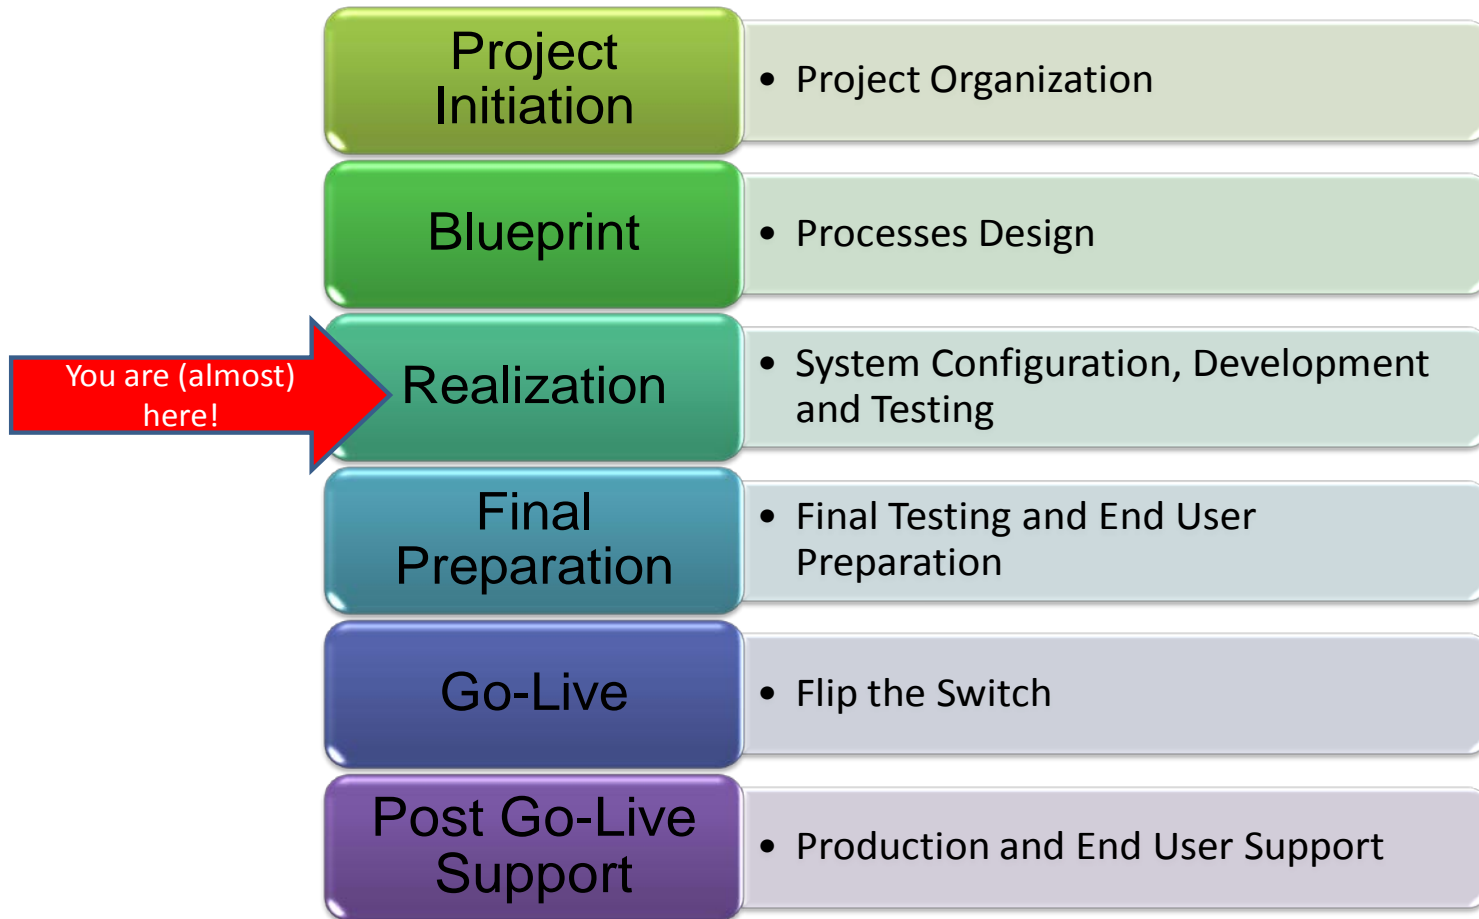 Project
Initiation
• Project Organization
Blueprint
• Processes Design
You are (almost)
here!
Realization
• System Configuration, Development
and Testing
Final
Preparation
• Final Testing and End User
Preparation
Go-Live
• Flip the Switch
Post Go-Live
Support
• Production and End User Support